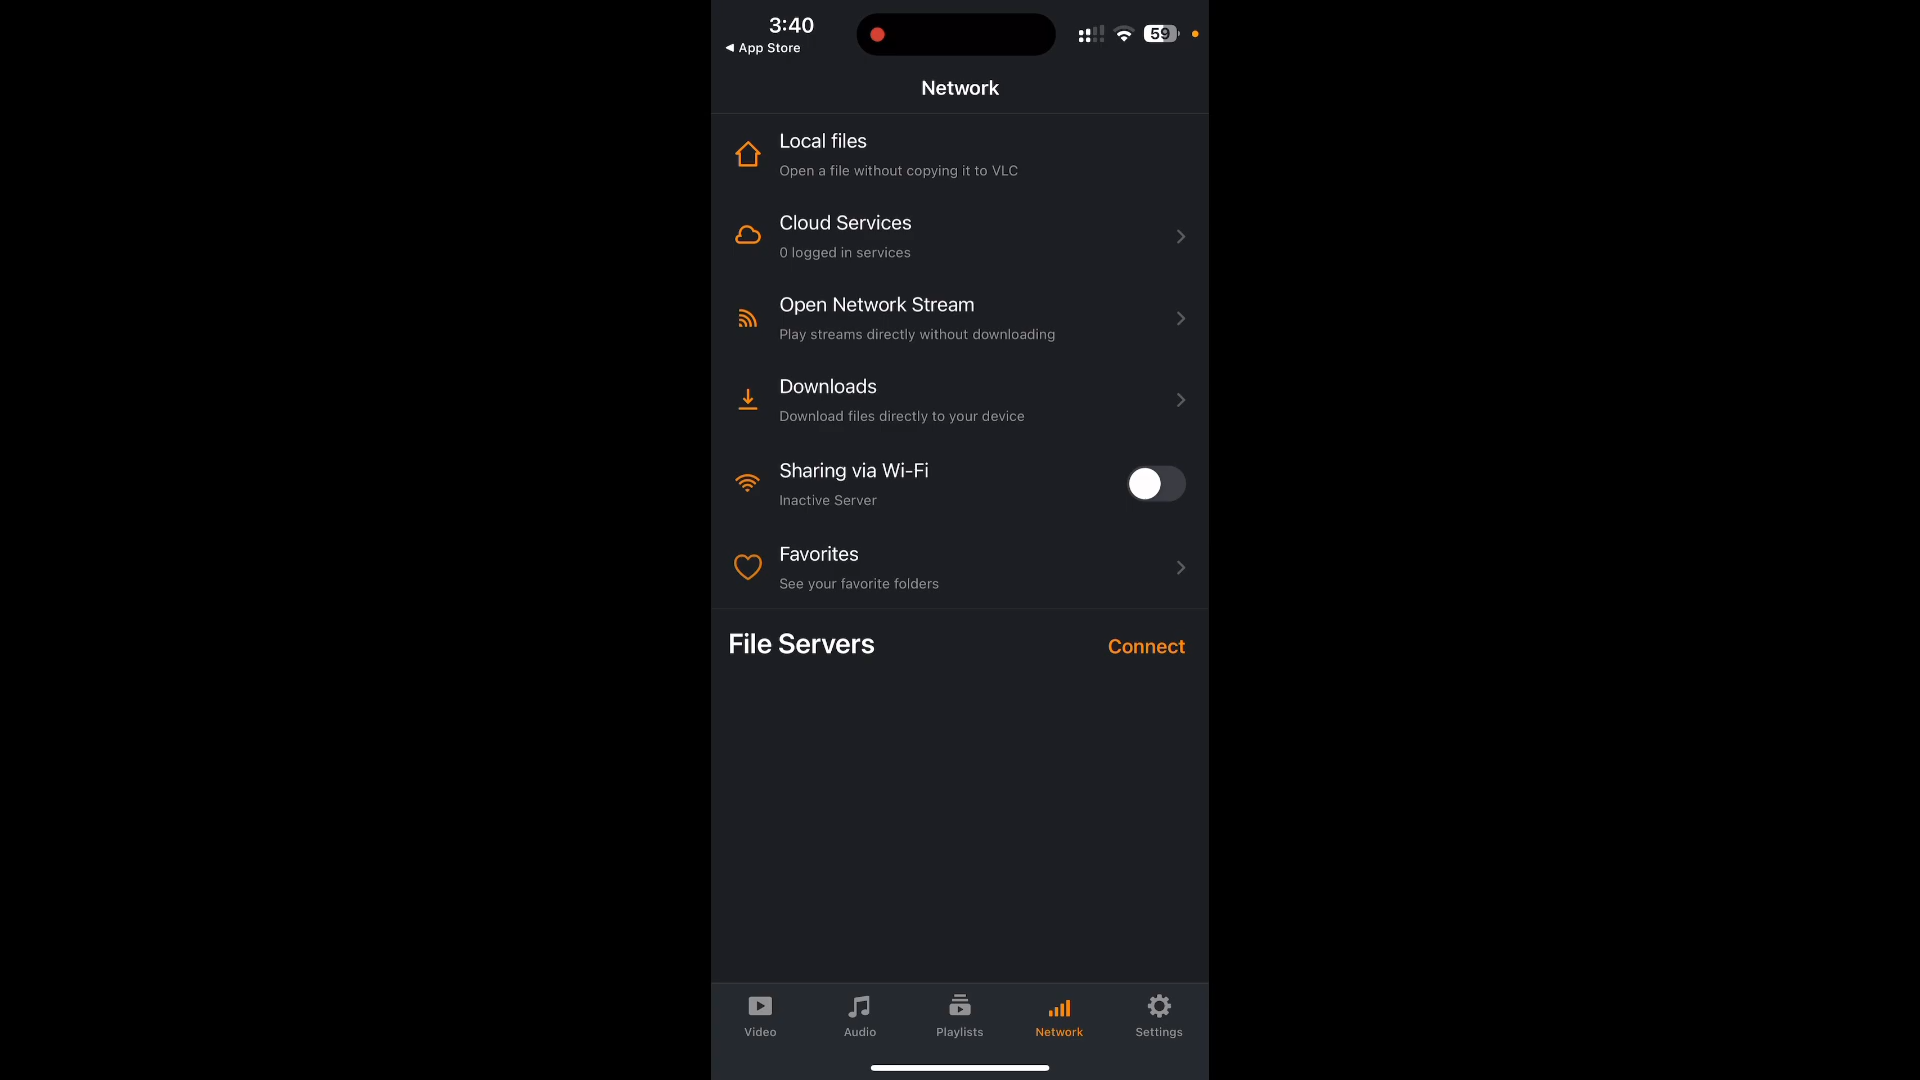 3:40
◀ App Store
59
Network
Local files
Open a file without copying it to VLC
Cloud Services
0 logged in services
Open Network Stream
Play streams directly without downloading
Downloads
Download files directly to your device
Sharing via Wi-Fi
Inactive Server
Favorites
See your favorite folders
File Servers
Connect
Video
Audio
Playlists
Network
Settings